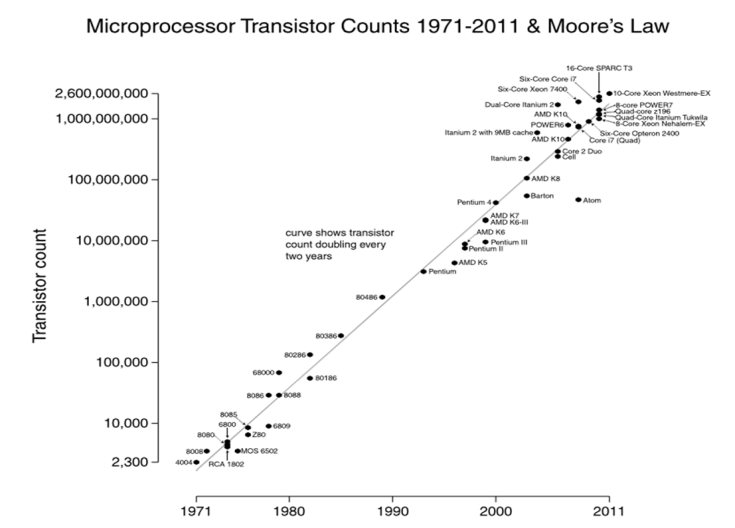 Microprocessor Transistor Counts 1971-2011 & Moore's Law
16-Core SPARC T3
Six-Core Core i7
Six-Core Xeon 7400
10-Core Xeon Westmere-EX
Dual-Core Itanium 2
8-core POWER7
Quad-core z196
Quad-Core Itanium Tukwila
8-Core Xeon Nehalem-EX
Six-Core Opteron 2400
Core i7 (Quad)
AMD K10
POWER6
Itanium 2 with 9MB cache
AMD K10
Core 2 Duo
Cell
Itanium 2
AMD K8
Barton
Atom
Pentium 4
AMD K7
AMD K6-III
AMD K6
Pentium III
Pentium II
AMD K5
Pentium
80486
80386
80286
68000
80186
8086
8088
8085
6800
6809
8080
Z80
8008
MOS 6502
4004
RCA 1802
curve shows transistor
count doubling every
two years
Transistor count
2,600,000,000
1,000,000,000
100,000,000
10,000,000
1,000,000
100,000
10,000
2,300
1971
1980
1990
2000
2011